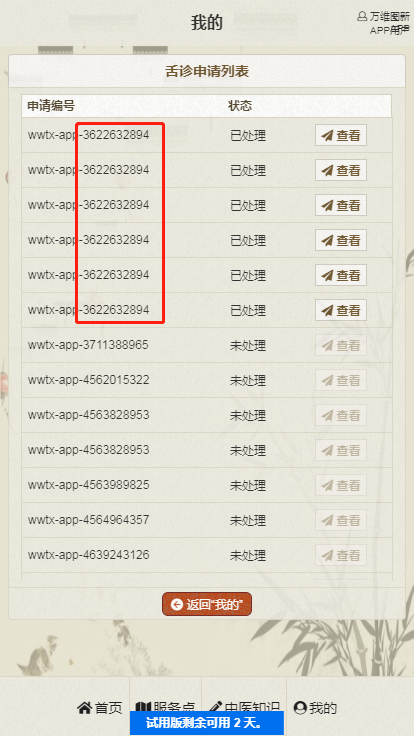 我的
万维图新
APP用户
舌诊申请列表
申请编号 状态
wwtx-app-3622632894 已处理 查看
wwtx-app-3622632894 已处理 查看
wwtx-app-3622632894 已处理 查看
wwtx-app-3622632894 已处理 查看
wwtx-app-3622632894 已处理 查看
wwtx-app-3622632894 已处理 查看
wwtx-app-3711388965 未处理 查看
wwtx-app-4562015322 未处理 查看
wwtx-app-4563828953 未处理 查看
wwtx-app-4563828953 未处理 查看
wwtx-app-4563989825 未处理 查看
wwtx-app-4564964357 未处理 查看
wwtx-app-4639243126 未处理 查看
返回“我的”
首页 服务点 中医知识 我的
试用版剩余可用 2 天。